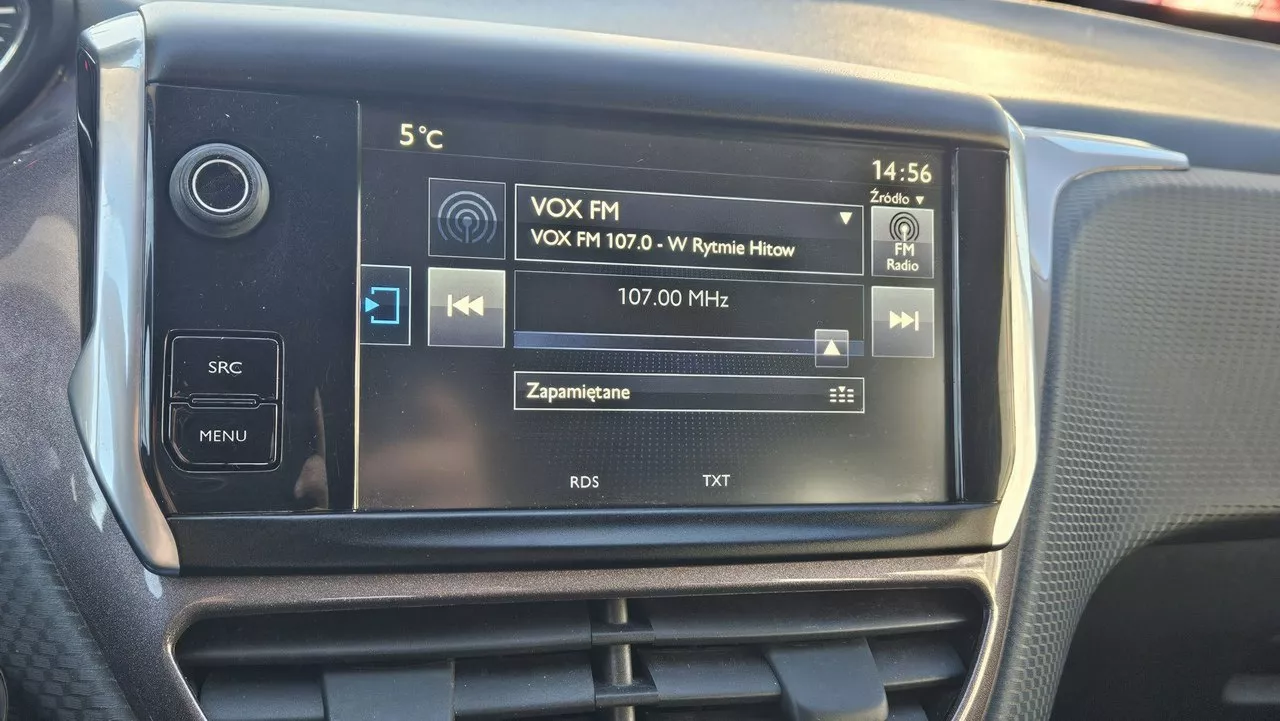 5°C
14:56
Źródło ▼
VOX FM ▼
VOX FM 107.0 - W Rytmie Hitow
FM
Radio
107.00 MHz
SRC
Zapamiętane
MENU
RDS TXT